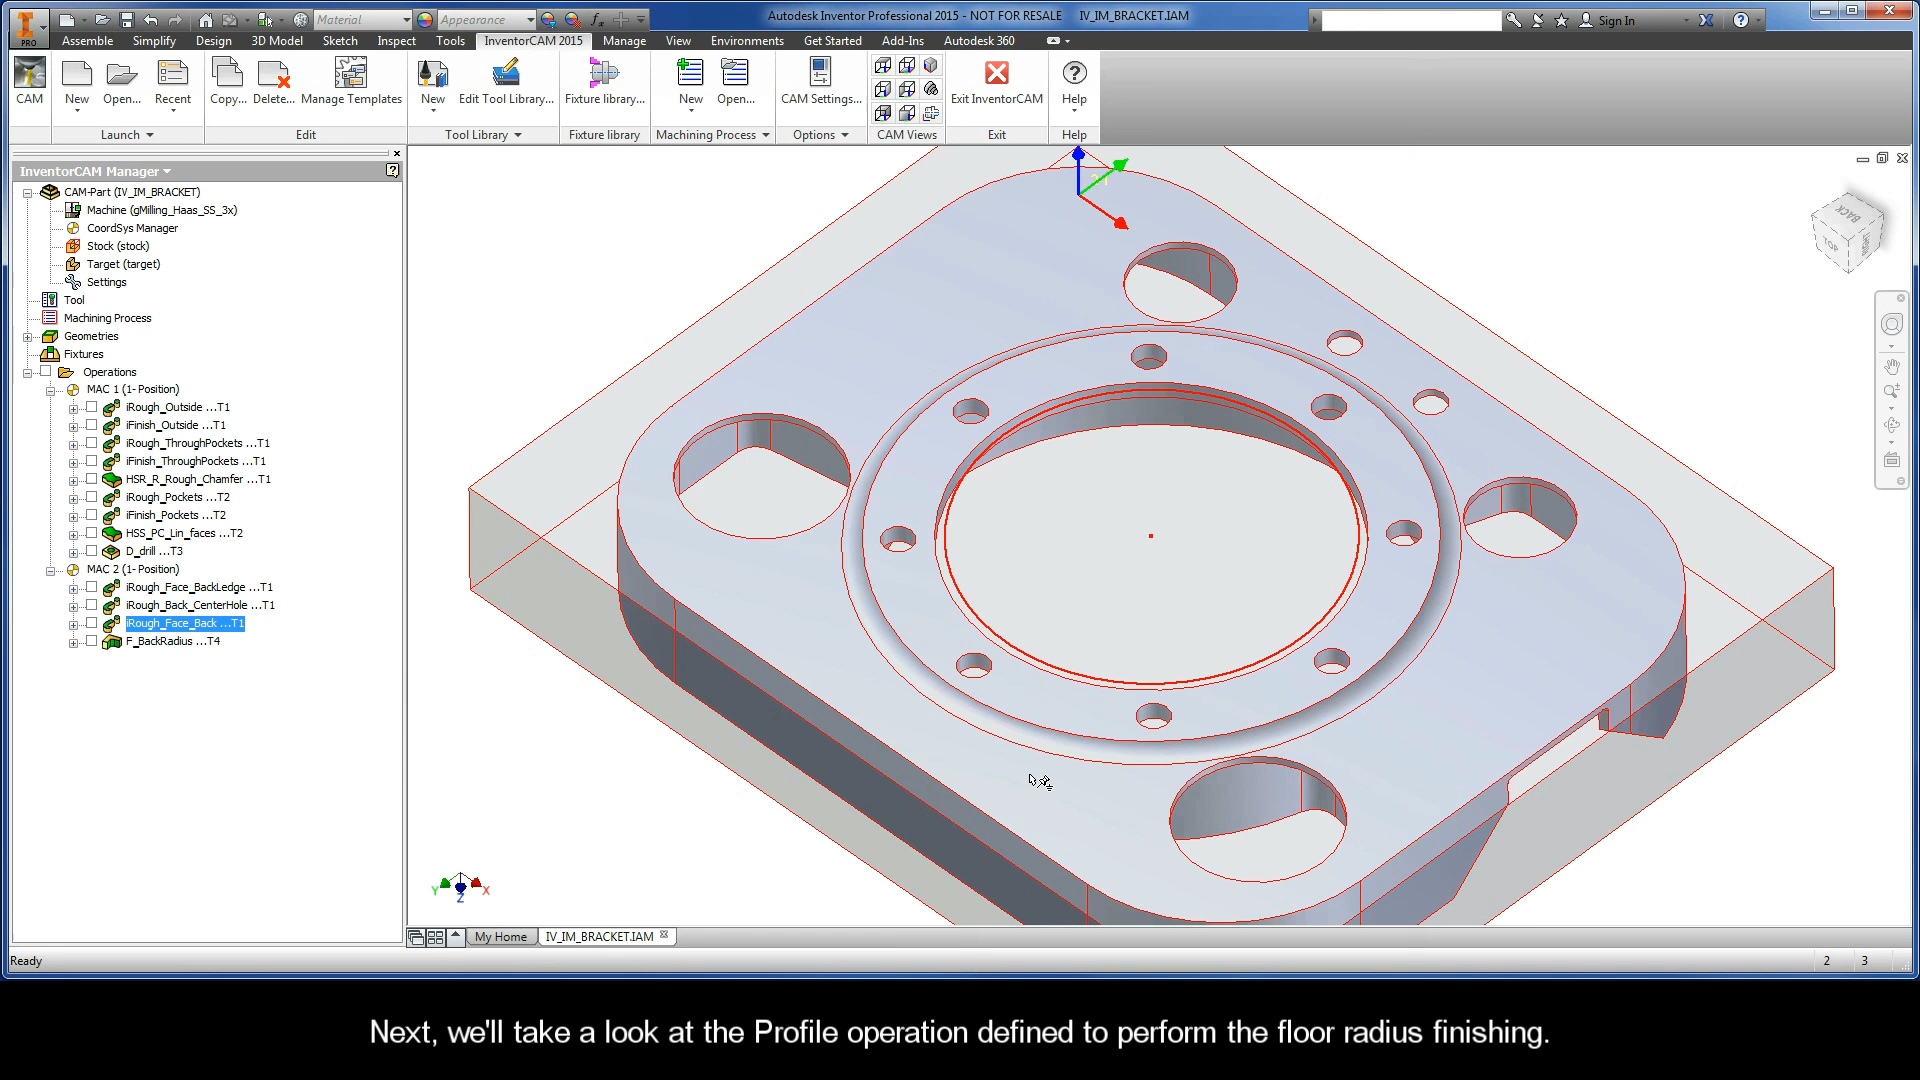 Material
Appearance
Autodesk Inventor Professional 2015 - NOT FOR RESALE IV_IM_BRACKET.IAM
Sign In
PRO
Assemble Simplify Design 3D Model Sketch Inspect Tools InventorCAM 2015 Manage View Environments Get Started Add-Ins Autodesk 360
CAM New Open... Recent Copy... Delete... Manage Templates New Edit Tool Library... Fixture library... New Open... CAM Settings... Exit InventorCAM Help
Launch Edit Tool Library Fixture library Machining Process Options CAM Views Exit Help
InventorCAM Manager
CAM-Part (IV_IM_BRACKET)
Machine (gMilling_Haas_SS_3x)
CoordSys Manager
Stock (stock)
Target (target)
Settings
Tool
Machining Process
Geometries
Fixtures
Operations
MAC 1 (1- Position)
iRough_Outside ...T1
iFinish_Outside ...T1
iRough_ThroughPockets ...T1
iFinish_ThroughPockets ...T1
HSR_R_Rough_Chamfer ...T1
iRough_Pockets ...T2
iFinish_Pockets ...T2
HSS_PC_Lin_faces ...T2
D_drill ...T3
MAC 2 (1- Position)
iRough_Face_BackLedge ...T1
iRough_Back_CenterHole ...T1
iRough_Face_Back ...T1
F_BackRadius ...T4
BACK
TOP
RIGHT
Y Z X
My Home IV_IM_BRACKET.IAM
Ready
2 3
Next, we'll take a look at the Profile operation defined to perform the floor radius finishing.